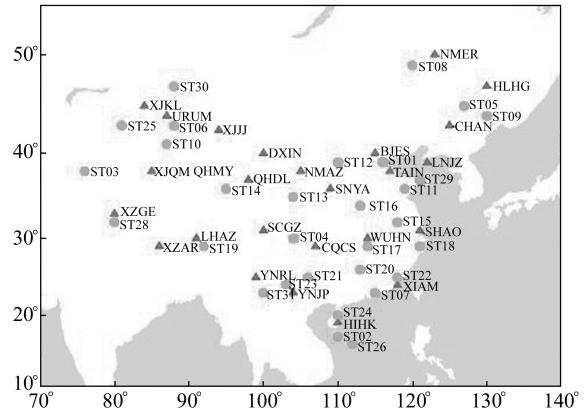 50°
40°
30°
20°
10°
NMER
ST08
ST30
HLHG
XJKL
ST05
URUM
ST09
ST25
ST06
XJJJ
CHAN
ST10
DXIN
BJES
ST12
ST01
LNJZ
ST03
XJQM
QHMY
NMAZ
TAIN
QHDL
ST29
ST14
SNYA
ST11
ST13
ST16
XZGE
ST28
ST15
SCGZ
SHAO
LHAZ
ST04
WUHN
XZAR
ST19
CQCS
ST17
ST18
ST20
YNRL
ST21
ST22
ST23
XIAM
ST31
YNJP
ST07
ST24
HIHK
ST02
ST26
70° 80° 90° 100° 110° 120° 130° 140°